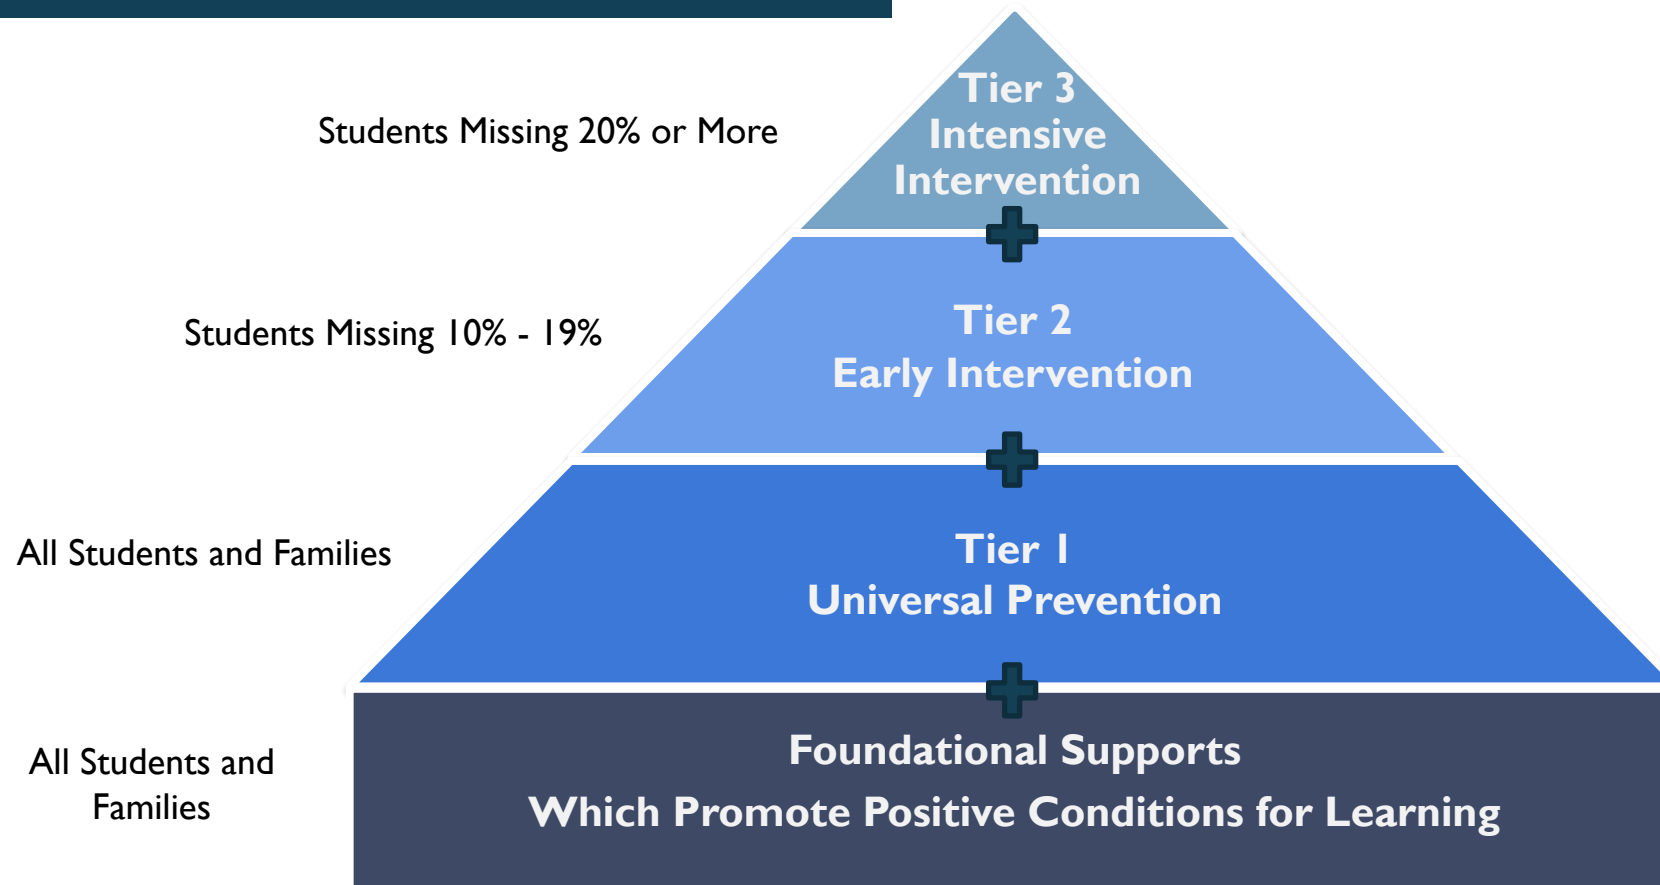 Tier 3
Intensive
Intervention
Students Missing 20% or More
Tier 2
Early Intervention
Students Missing 10% - 19%
Tier 1
Universal Prevention
All Students and Families
Foundational Supports
Which Promote Positive Conditions for Learning
All Students and
Families